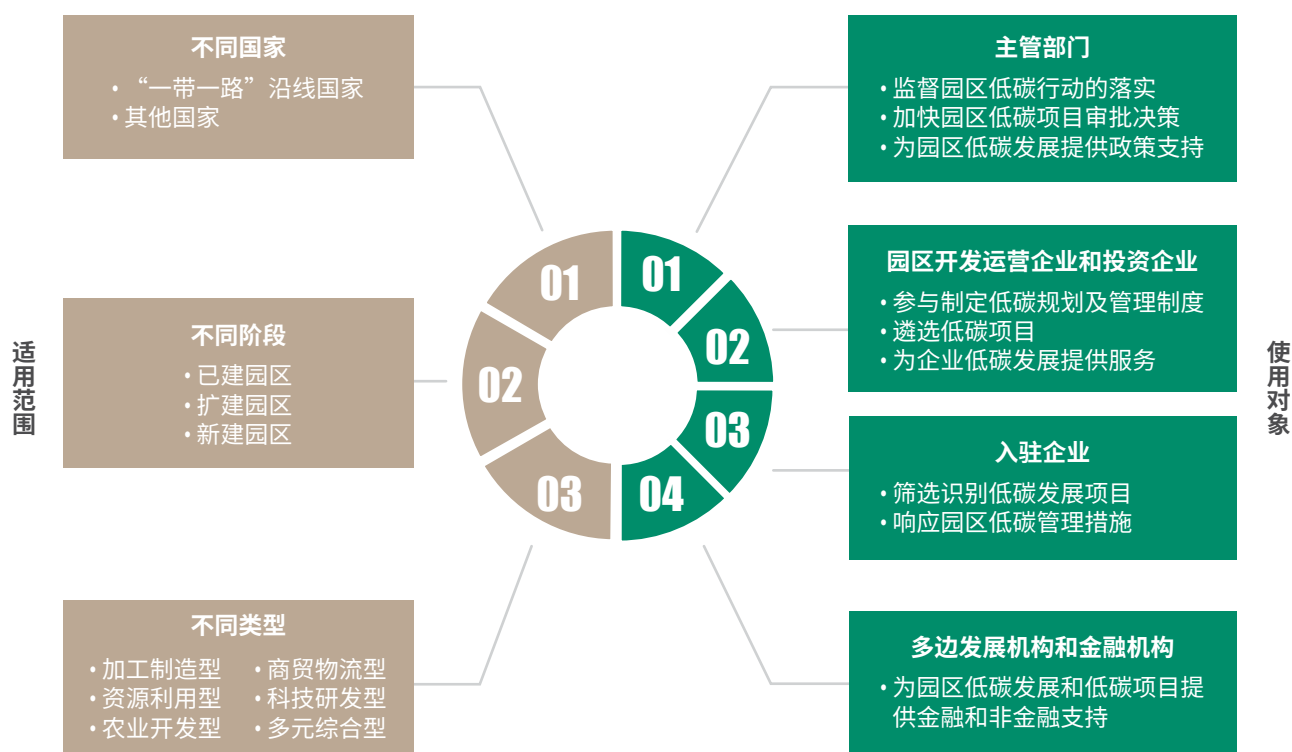 适用范围
不同国家
• “一带一路”沿线国家
• 其他国家
01
不同阶段
• 已建园区
• 扩建园区
• 新建园区
02
不同类型
• 加工制造型 • 商贸物流型
• 资源利用型 • 科技研发型
• 农业开发型 • 多元综合型
03
使用对象
主管部门
• 监督园区低碳行动的落实
• 加快园区低碳项目审批决策
• 为园区低碳发展提供政策支持
01
园区开发运营企业和投资企业
• 参与制定低碳规划及管理制度
• 遴选低碳项目
• 为企业低碳发展提供服务
02
入驻企业
• 筛选识别低碳发展项目
• 响应园区低碳管理措施
03
多边发展机构和金融机构
• 为园区低碳发展和低碳项目提
供金融和非金融支持
04